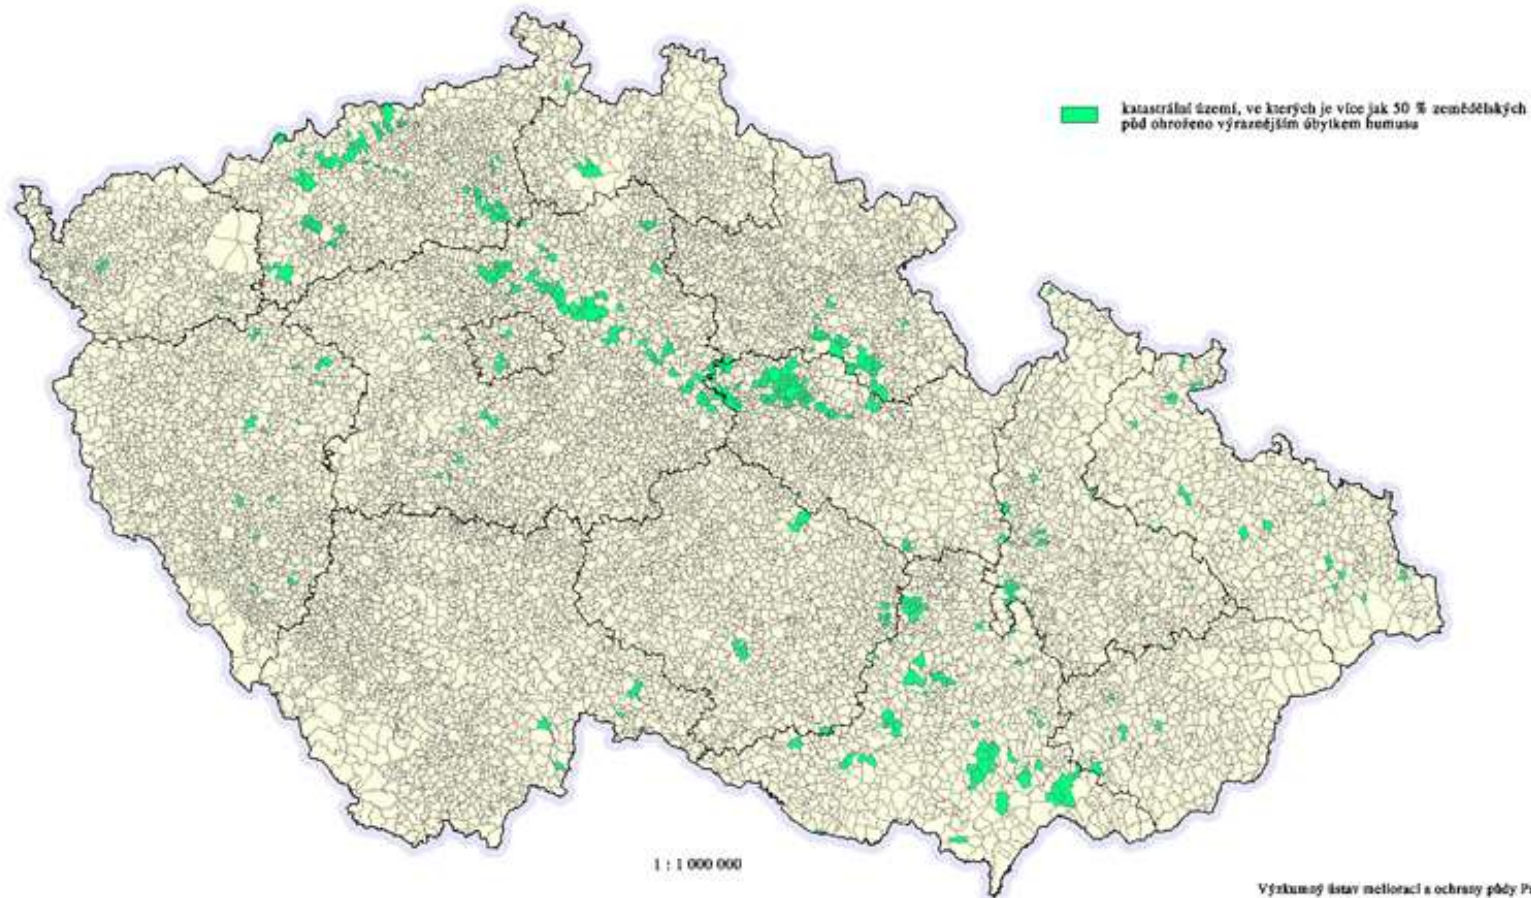 katastrální území, ve kterých je více jak 50 % zemědělských
půd ohroženo výraznějším úbytkem humusu
1 : 1 000 000
Výzkumný ústav meliorací a ochrany půdy